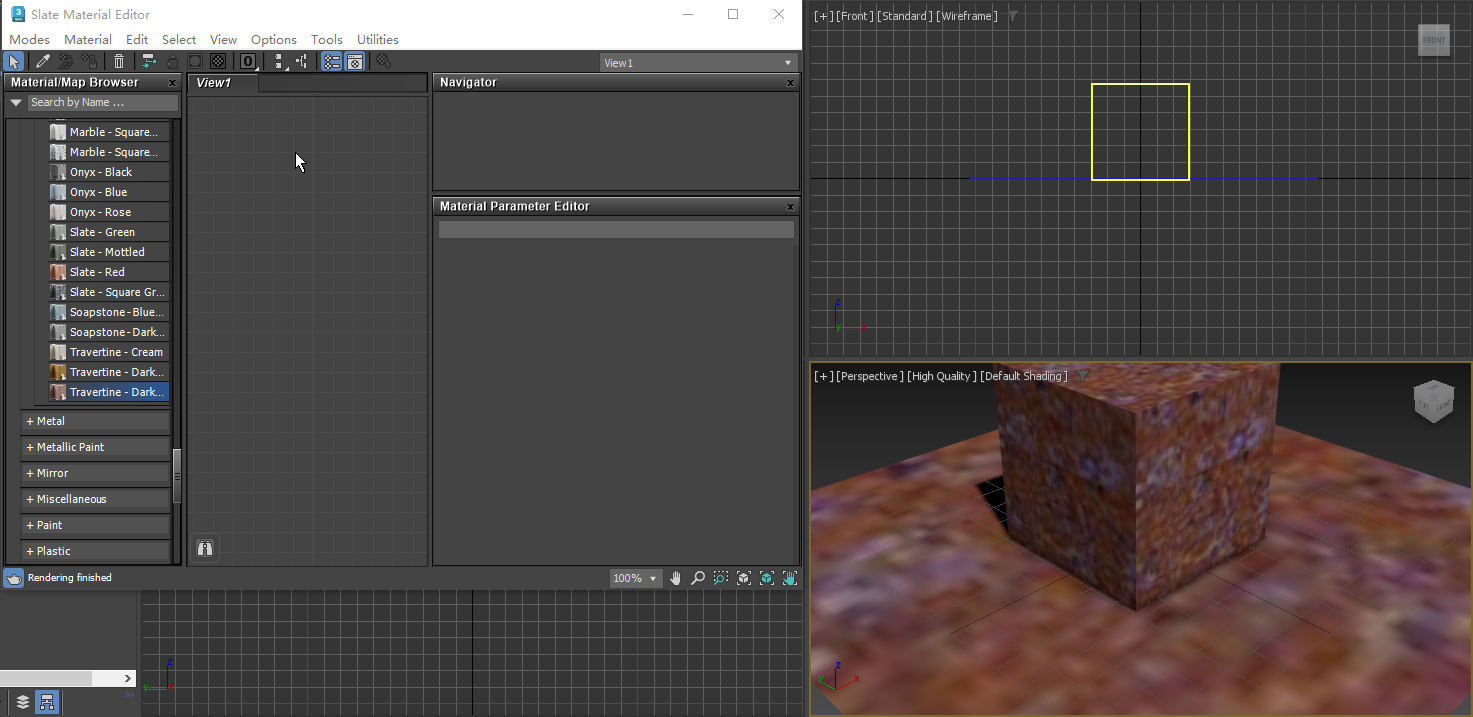 Slate Material Editor
Modes Material Edit Select View Options Tools Utilities
View1
Material/Map Browser x
Search by Name ...
Marble - Square...
Marble - Square...
Onyx - Black
Onyx - Blue
Onyx - Rose
Slate - Green
Slate - Mottled
Slate - Red
Slate - Square Gr...
Soapstone - Blue...
Soapstone - Dark...
Travertine - Cream
Travertine - Dark...
Travertine - Dark...
+ Metal
+ Metallic Paint
+ Mirror
+ Miscellaneous
+ Paint
+ Plastic
View1
Navigator x
Material Parameter Editor x
Rendering finished
100%
[+] [Front] [Standard] [Wireframe]
FRONT
z
y
x
[+] [Perspective] [High Quality] [Default Shading]
z
y
x
z
y
x